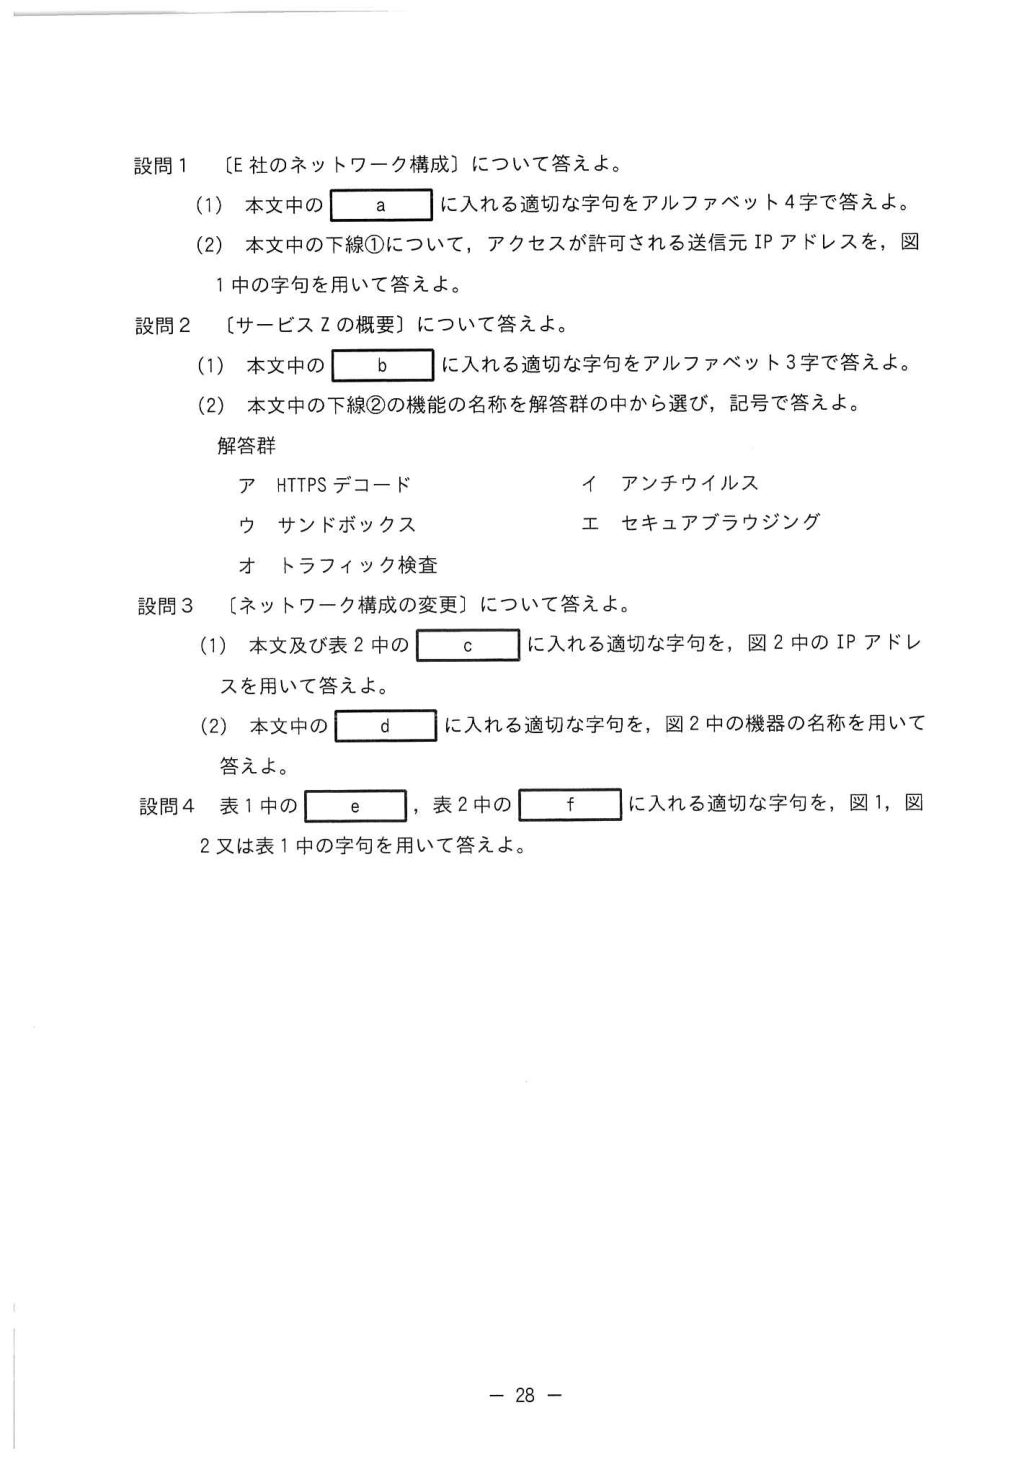 設問1 〔E 社のネットワーク構成〕について答えよ。
(1) 本文中の a に入れる適切な字句をアルファベット4字で答えよ。
(2) 本文中の下線①について，アクセスが許可される送信元 IP アドレスを，図
1 中の字句を用いて答えよ。
設問2 〔サービス Z の概要〕について答えよ。
(1) 本文中の b に入れる適切な字句をアルファベット3字で答えよ。
(2) 本文中の下線②の機能の名称を解答群の中から選び，記号で答えよ。
解答群
ア HTTPS デコード イ アンチウイルス
ウ サンドボックス エ セキュアブラウジング
オ トラフィック検査
設問3 〔ネットワーク構成の変更〕について答えよ。
(1) 本文及び表 2 中の c に入れる適切な字句を，図 2 中の IP アドレ
スを用いて答えよ。
(2) 本文中の d に入れる適切な字句を，図 2 中の機器の名称を用いて
答えよ。
設問4 表 1 中の e ，表 2 中の f に入れる適切な字句を，図 1，図
2 又は表 1 中の字句を用いて答えよ。
－ 28 －